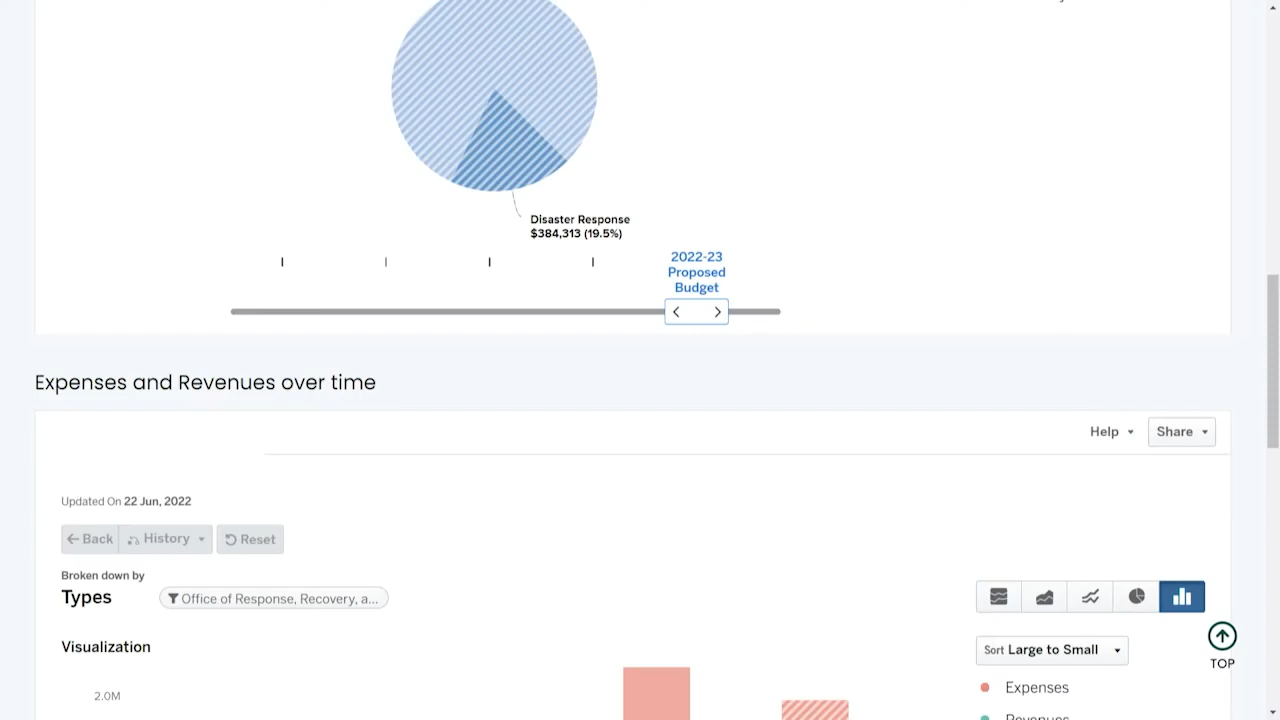 Disaster Response
$384,313 (19.5%)
2022-23
Proposed
Budget
Expenses and Revenues over time
Help
Share
Updated On 22 Jun, 2022
Back
History
Reset
Broken down by
Types
Office of Response, Recovery, a...
Visualization
Sort Large to Small
TOP
2.0M
Expenses
Revenues